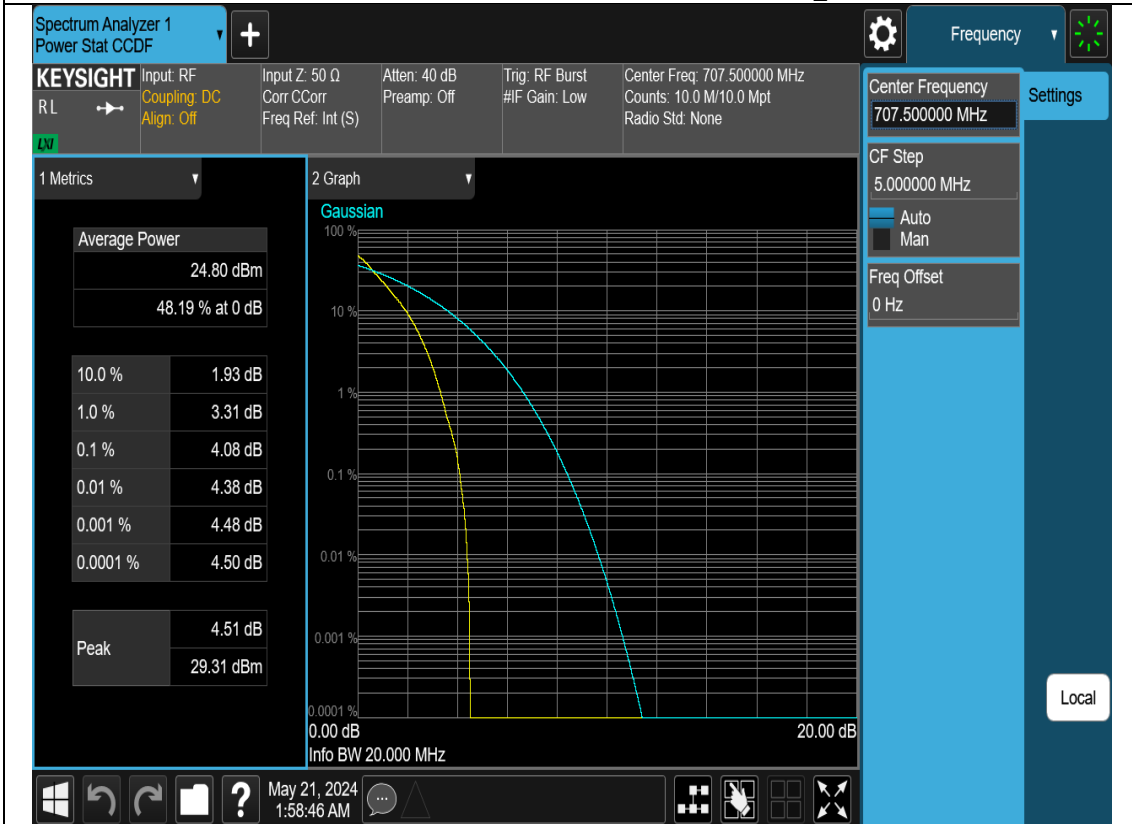 Spectrum Analyzer 1
Power Stat CCDF
+
Frequency
KEYSIGHT
RL
LXI
Input: RF
Coupling: DC
Align: Off
Input Z: 50 Ω
Corr CCorr
Freq Ref: Int (S)
Atten: 40 dB
Preamp: Off
Trig: RF Burst
#IF Gain: Low
Center Freq: 707.500000 MHz
Counts: 10.0 M/10.0 Mpt
Radio Std: None
Center Frequency
707.500000 MHz
Settings
CF Step
5.000000 MHz
Auto
Man
Freq Offset
0 Hz
1 Metrics
Average Power
24.80 dBm
48.19 % at 0 dB
10.0 % 1.93 dB
1.0 % 3.31 dB
0.1 % 4.08 dB
0.01 % 4.38 dB
0.001 % 4.48 dB
0.0001 % 4.50 dB
Peak
4.51 dB
29.31 dBm
2 Graph
Gaussian
100 %
10 %
1 %
0.1 %
0.01 %
0.001 %
0.0001 %
0.00 dB 20.00 dB
Info BW 20.000 MHz
Local
?
May 21, 2024
1:58:46 AM